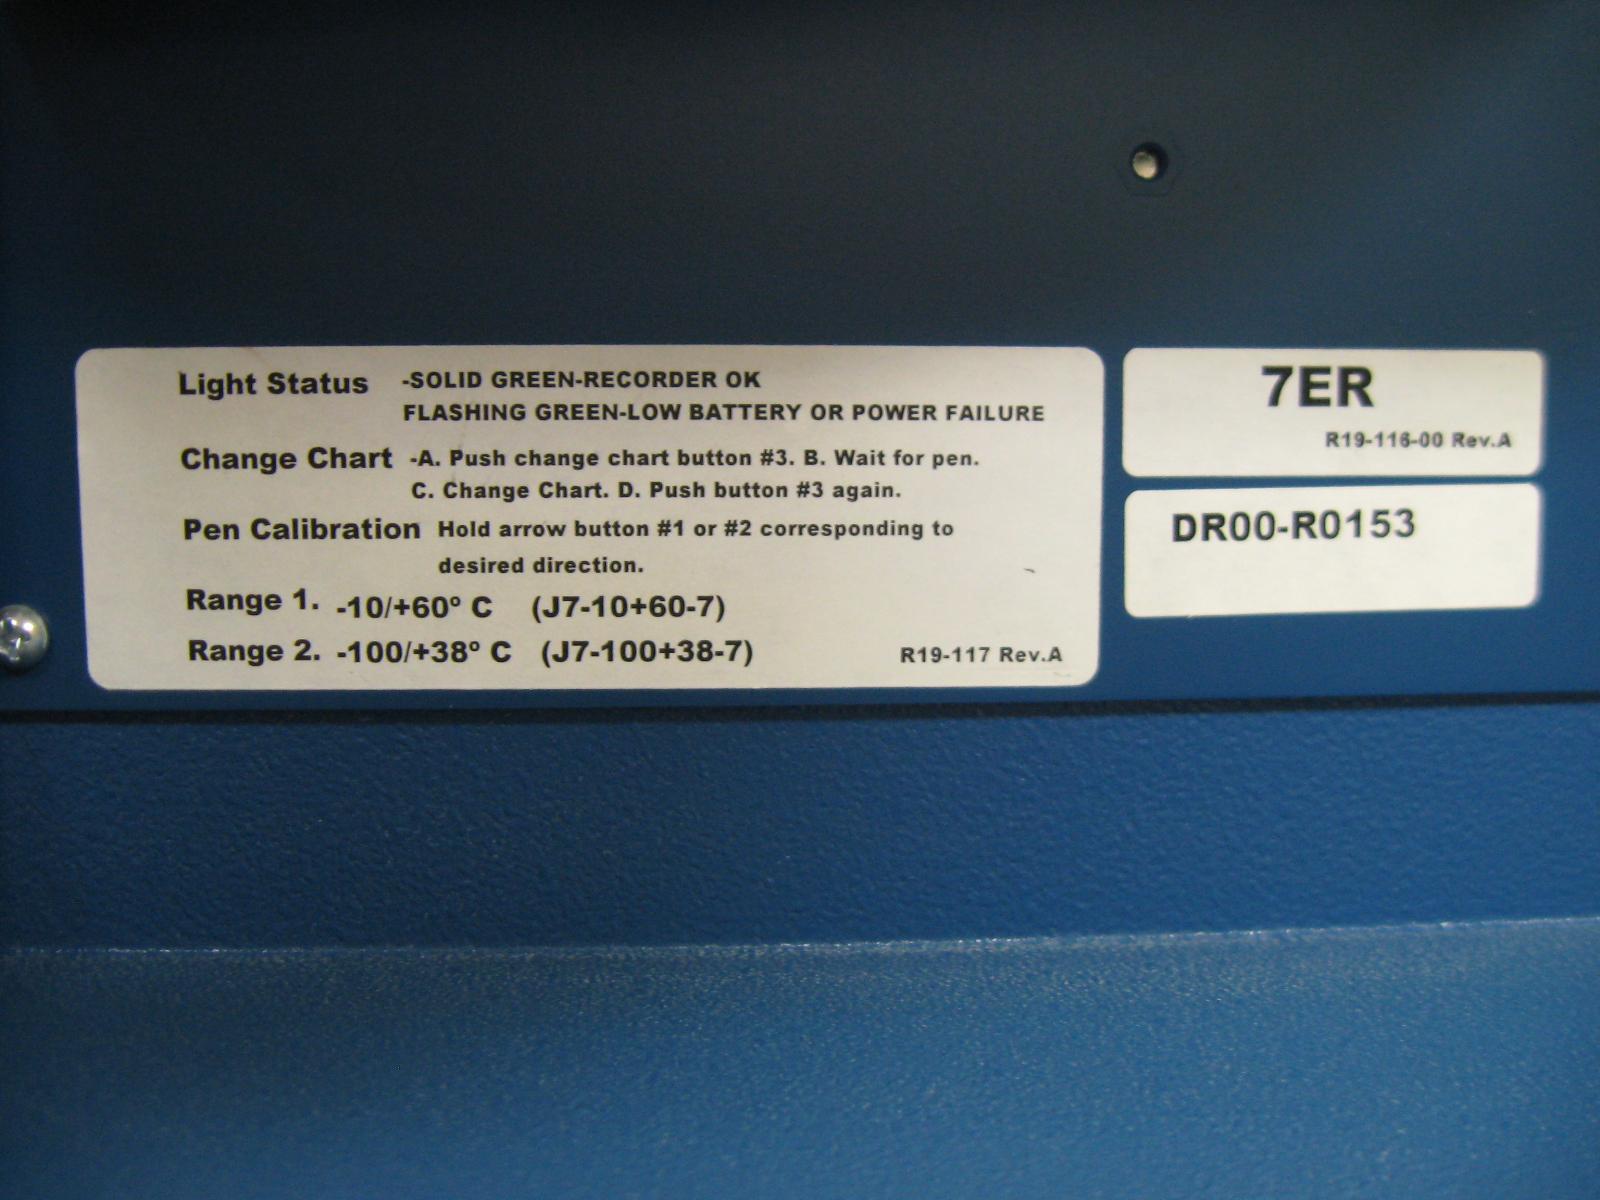 Light Status -SOLID GREEN-RECORDER OK
FLASHING GREEN-LOW BATTERY OR POWER FAILURE
Change Chart -A. Push change chart button #3. B. Wait for pen.
C. Change Chart. D. Push button #3 again.
Pen Calibration Hold arrow button #1 or #2 corresponding to
desired direction.
Range 1. -10/+60º C (J7-10+60-7)
Range 2. -100/+38º C (J7-100+38-7)
R19-117 Rev.A
7ER
R19-116-00 Rev.A
DR00-R0153